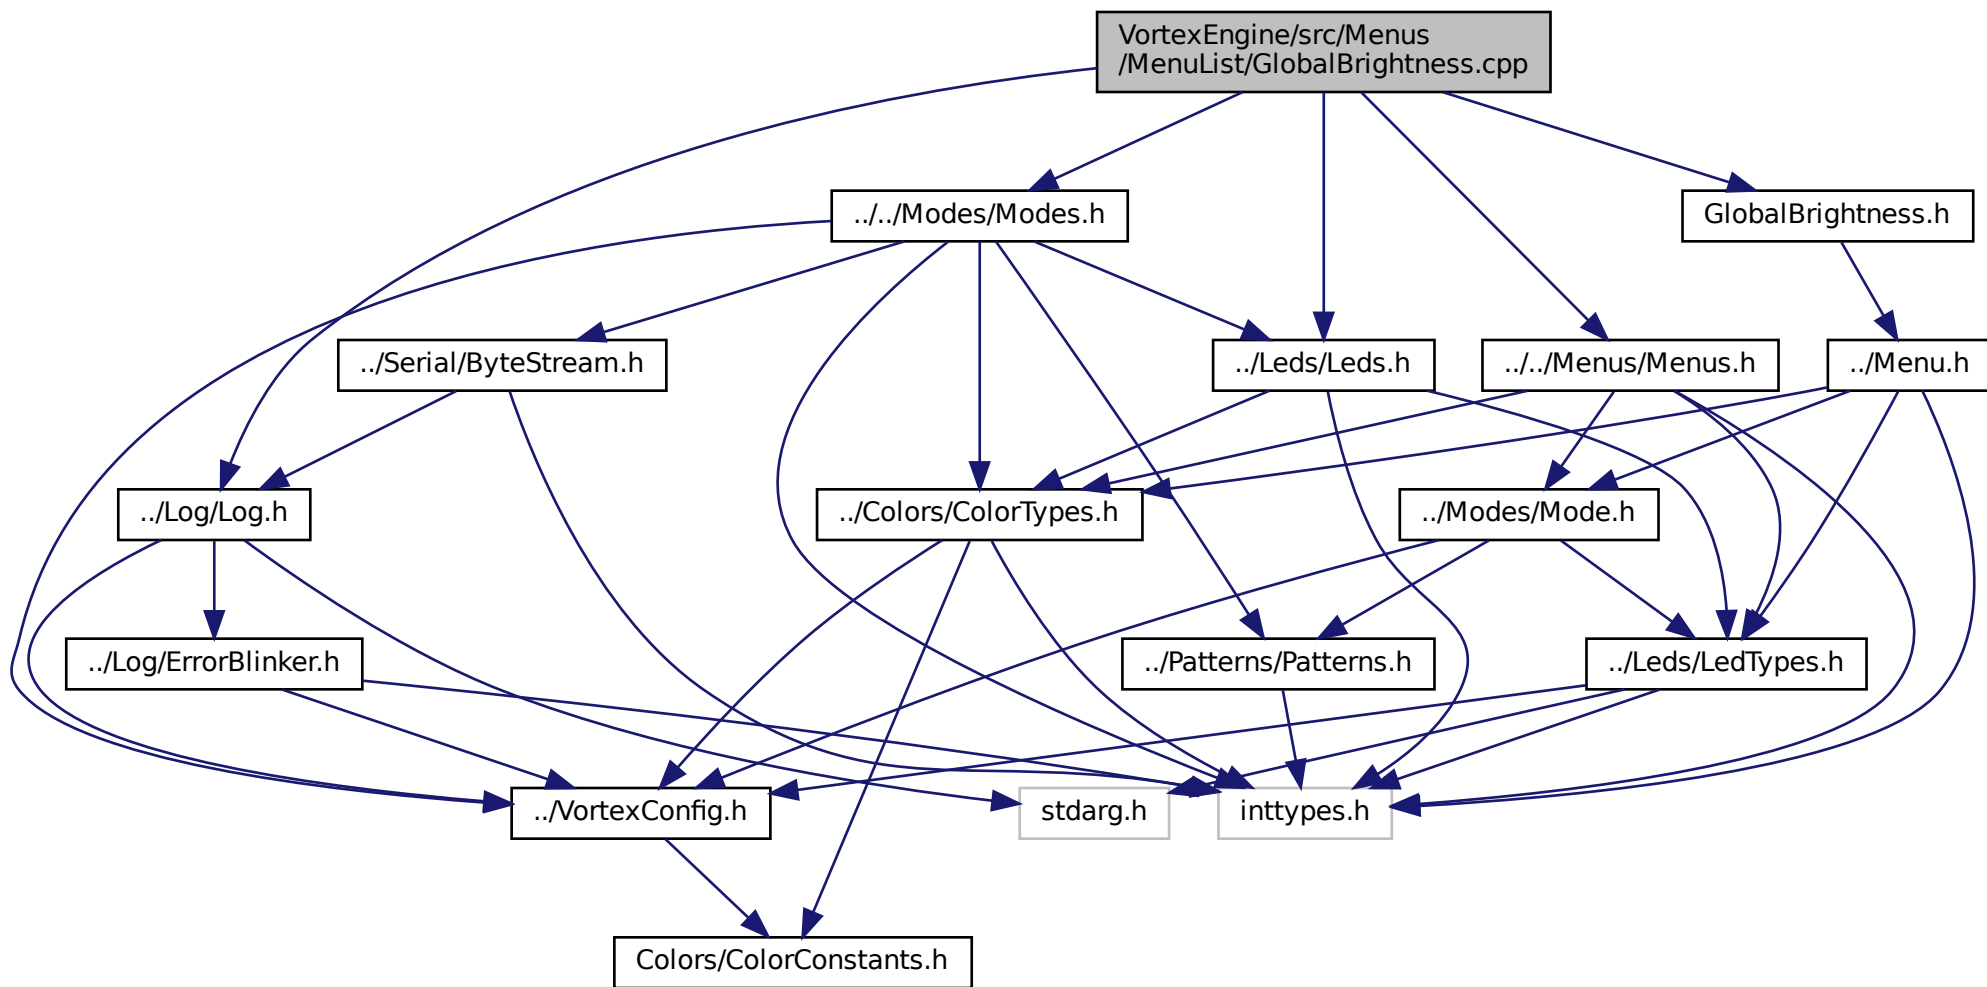 VortexEngine/src/Menus
/MenuList/GlobalBrightness.cpp
../../Modes/Modes.h
GlobalBrightness.h
../Serial/ByteStream.h
../Leds/Leds.h
../../Menus/Menus.h
../Menu.h
../Log/Log.h
../Colors/ColorTypes.h
../Modes/Mode.h
../Log/ErrorBlinker.h
../Patterns/Patterns.h
../Leds/LedTypes.h
../VortexConfig.h
stdarg.h
inttypes.h
Colors/ColorConstants.h